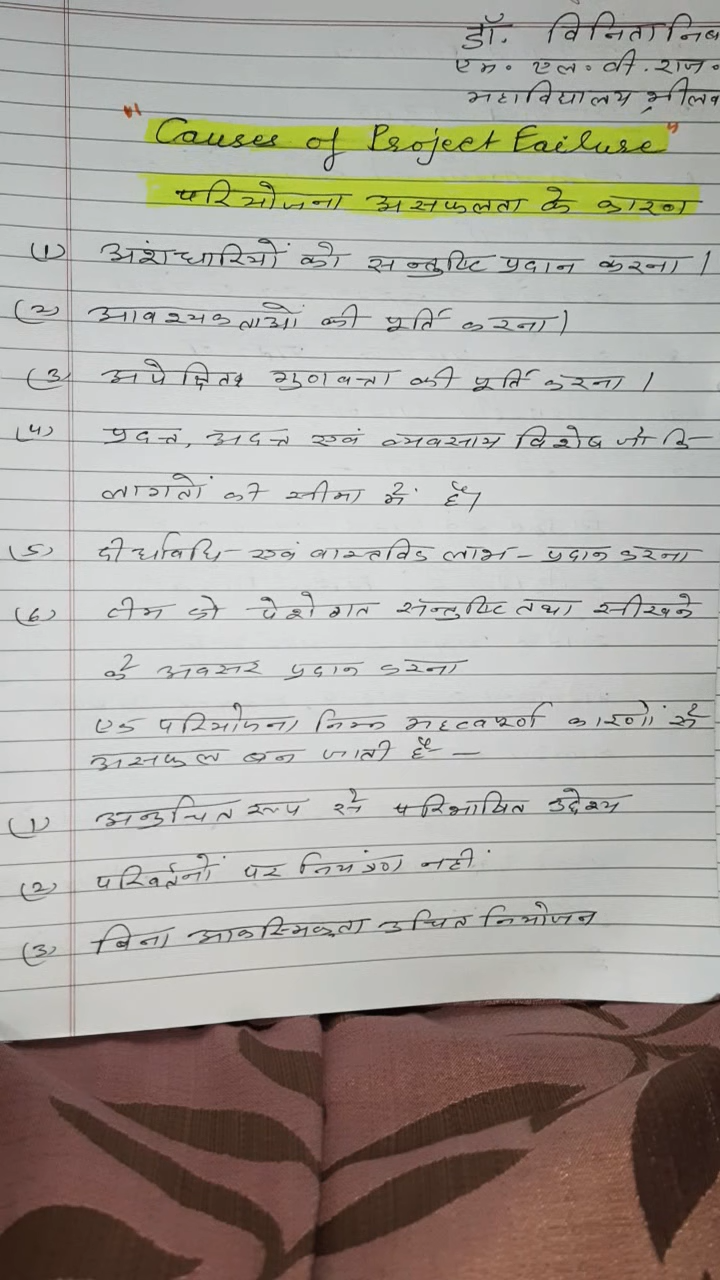 डॉ. विनिता
एम. एल. वी. राज.
महाविद्यालय भीलव
"Causes of Project Failure"
परियोजना असफलता के कारण
(1) अंशधारियों को सन्तुष्टि प्रदान करना।
(2) आवश्यकताओं की पूर्ति करना।
(3) अपेक्षितव गुणवत्ता की पूर्ति करना।
(4) प्रदत्त, अदत्त एवं व्यवसाय विशेष जो कि
लागतों की सीमा में है।
(5) दीर्घावधि एवं वास्तविक लाभ - प्रदान करना
(6) टीम को पेशेगत सन्तुष्टि तथा सीखने
के अवसर प्रदान करना
एक परियोजना निम्न महत्वपूर्ण कारणों से
असफल बन जाती है -
(1) अनुचित रूप से परिभाषित उद्देश्य
(2) परिवर्तनों पर नियंत्रण नहीं
(3) बिना आकस्मिकता उचित नियोजन